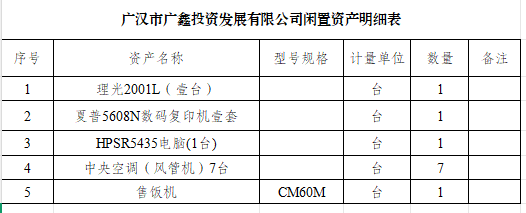 广汉市广鑫投资发展有限公司闲置资产明细表
序号 资产名称 型号规格 计量单位 数量 备注
1 理光2001L（壹台） 台 1
2 夏普5608N数码复印机壹套 台 1
3 HPSR5435电脑(1台) 台 1
4 中央空调（风管机）7台 台 7
5 售饭机 CM60M 台 1